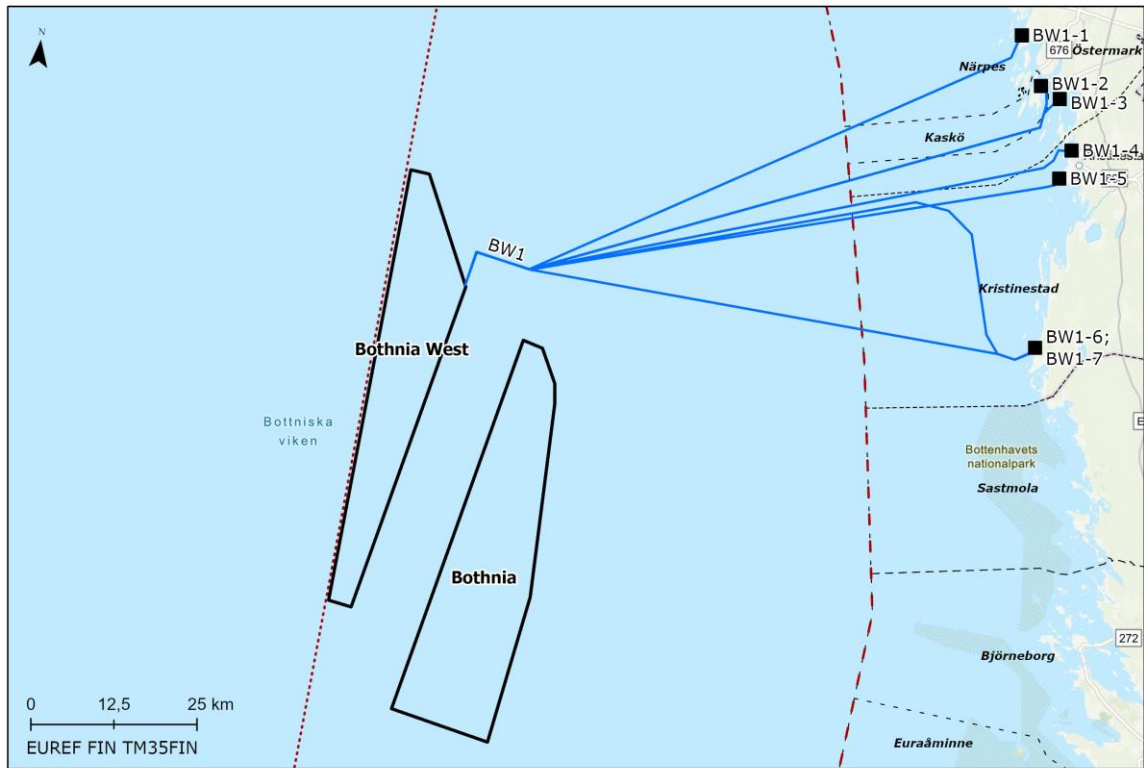 N
BW1-1
676
Östermark
Närpes
BW1-2
BW1-3
Kaskö
BW1-4
BW1-5
BW1
Kristinestad
BW1-6;
BW1-7
Bothnia West
Bottniska
viken
Bottenhavets
nationalpark
Sastmola
Bothnia
272
Björneborg
0 12,5 25 km
EUREF FIN TM35FIN
Euraåminne